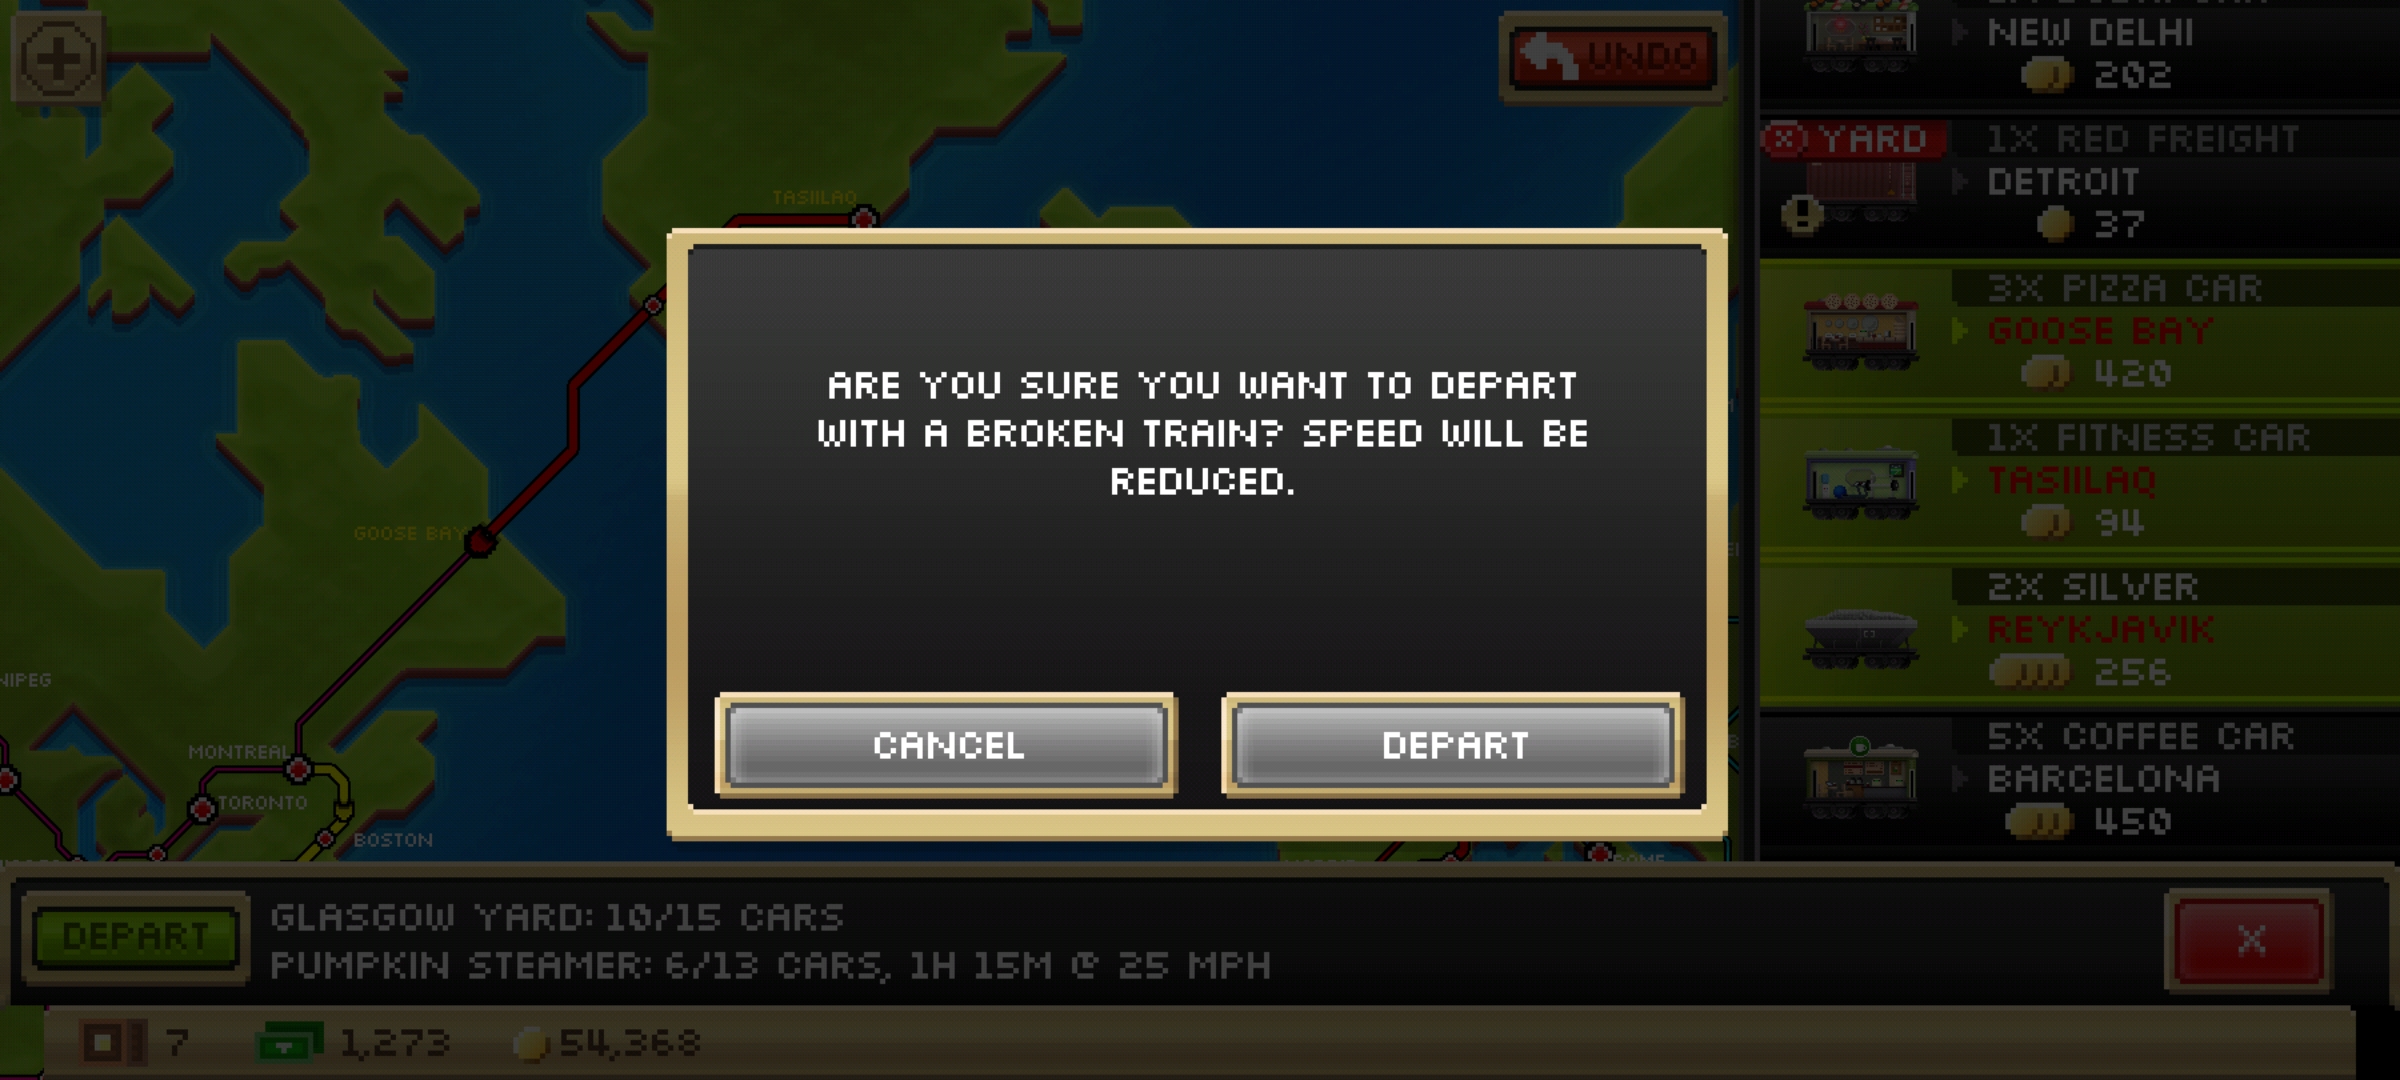 UNDO
NEW DELHI
202
YARD
1X RED FREIGHT
DETROIT
37
3X PIZZA CAR
GOOSE BAY
420
1X FITNESS CAR
TASIILAQ
94
2X SILVER
REYKJAVIK
256
5X COFFEE CAR
BARCELONA
450
TASIILAQ
GOOSE BAY
MONTREAL
TORONTO
BOSTON
ARE YOU SURE YOU WANT TO DEPART
WITH A BROKEN TRAIN? SPEED WILL BE
REDUCED.
CANCEL
DEPART
DEPART
GLASGOW YARD: 10/15 CARS
PUMPKIN STEAMER: 6/13 CARS, 1H 15M @ 25 MPH
X
7
1,273
54,368